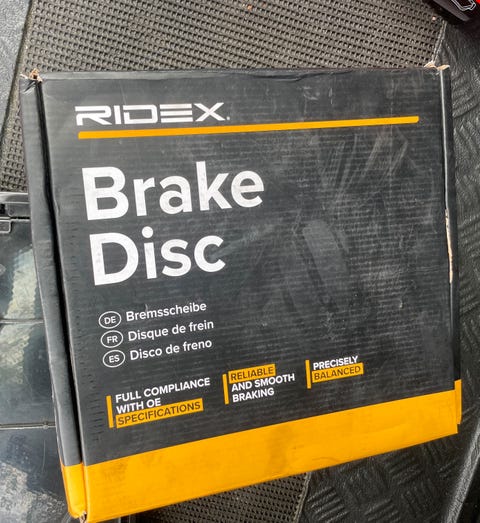 RIDEX.
Brake
Disc
DE Bremsscheibe
FR Disque de frein
ES Disco de freno
FULL COMPLIANCE
WITH OE
SPECIFICATIONS
RELIABLE
AND SMOOTH
BRAKING
PRECISELY
BALANCED